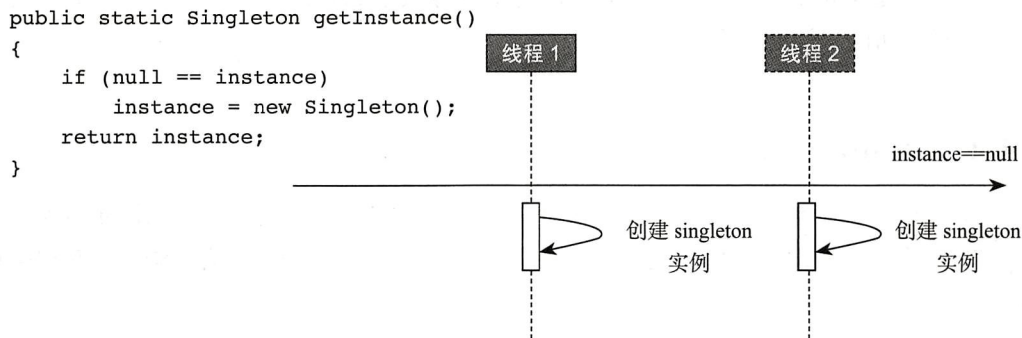 public static Singleton getInstance()
{
if (null == instance)
instance = new Singleton();
return instance;
}
线程 1
线程 2
instance==null
创建 singleton
实例
创建 singleton
实例